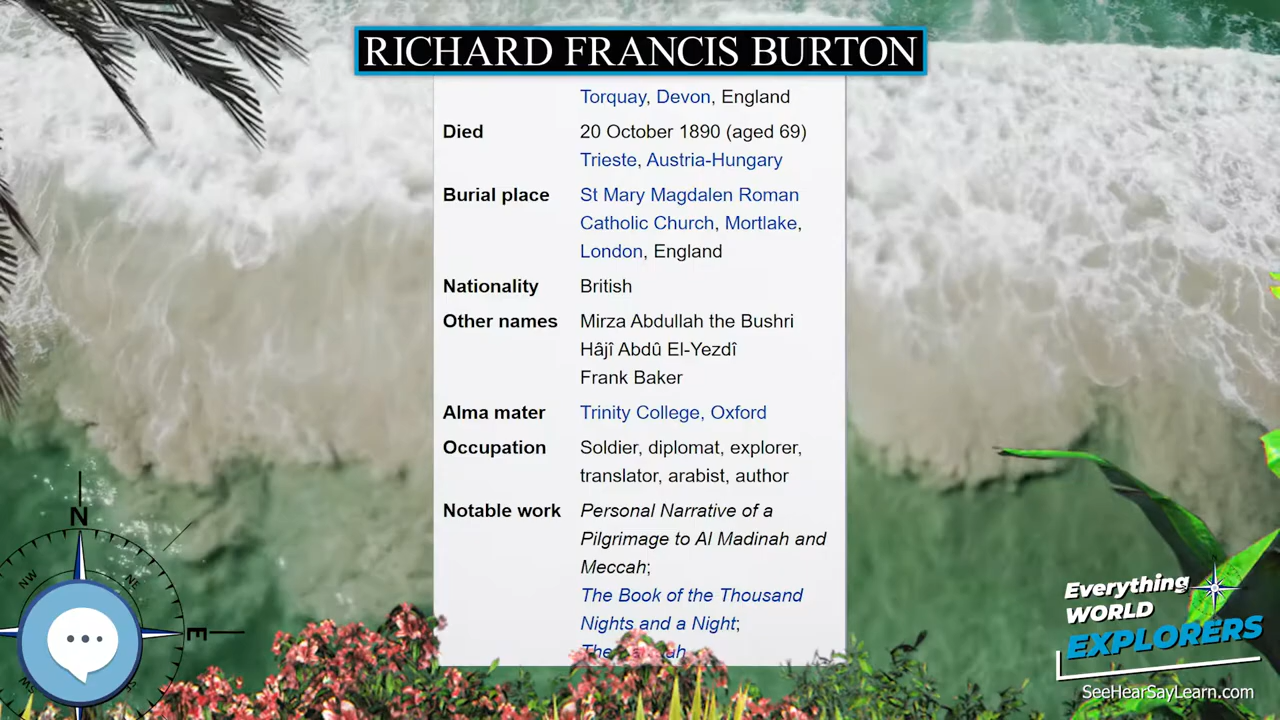 RICHARD FRANCIS BURTON
Torquay, Devon, England
Died 20 October 1890 (aged 69)
Trieste, Austria-Hungary
Burial place St Mary Magdalen Roman
Catholic Church, Mortlake,
London, England
Nationality British
Other names Mirza Abdullah the Bushri
Hâjî Abdû El-Yezdî
Frank Baker
Alma mater Trinity College, Oxford
Occupation Soldier, diplomat, explorer,
translator, arabist, author
Notable work Personal Narrative of a
Pilgrimage to Al Madinah and
Meccah;
The Book of the Thousand
Nights and a Night;
The
N
NW
NE
E
Everything
WORLD
EXPLORERS
SeeHearSayLearn.com